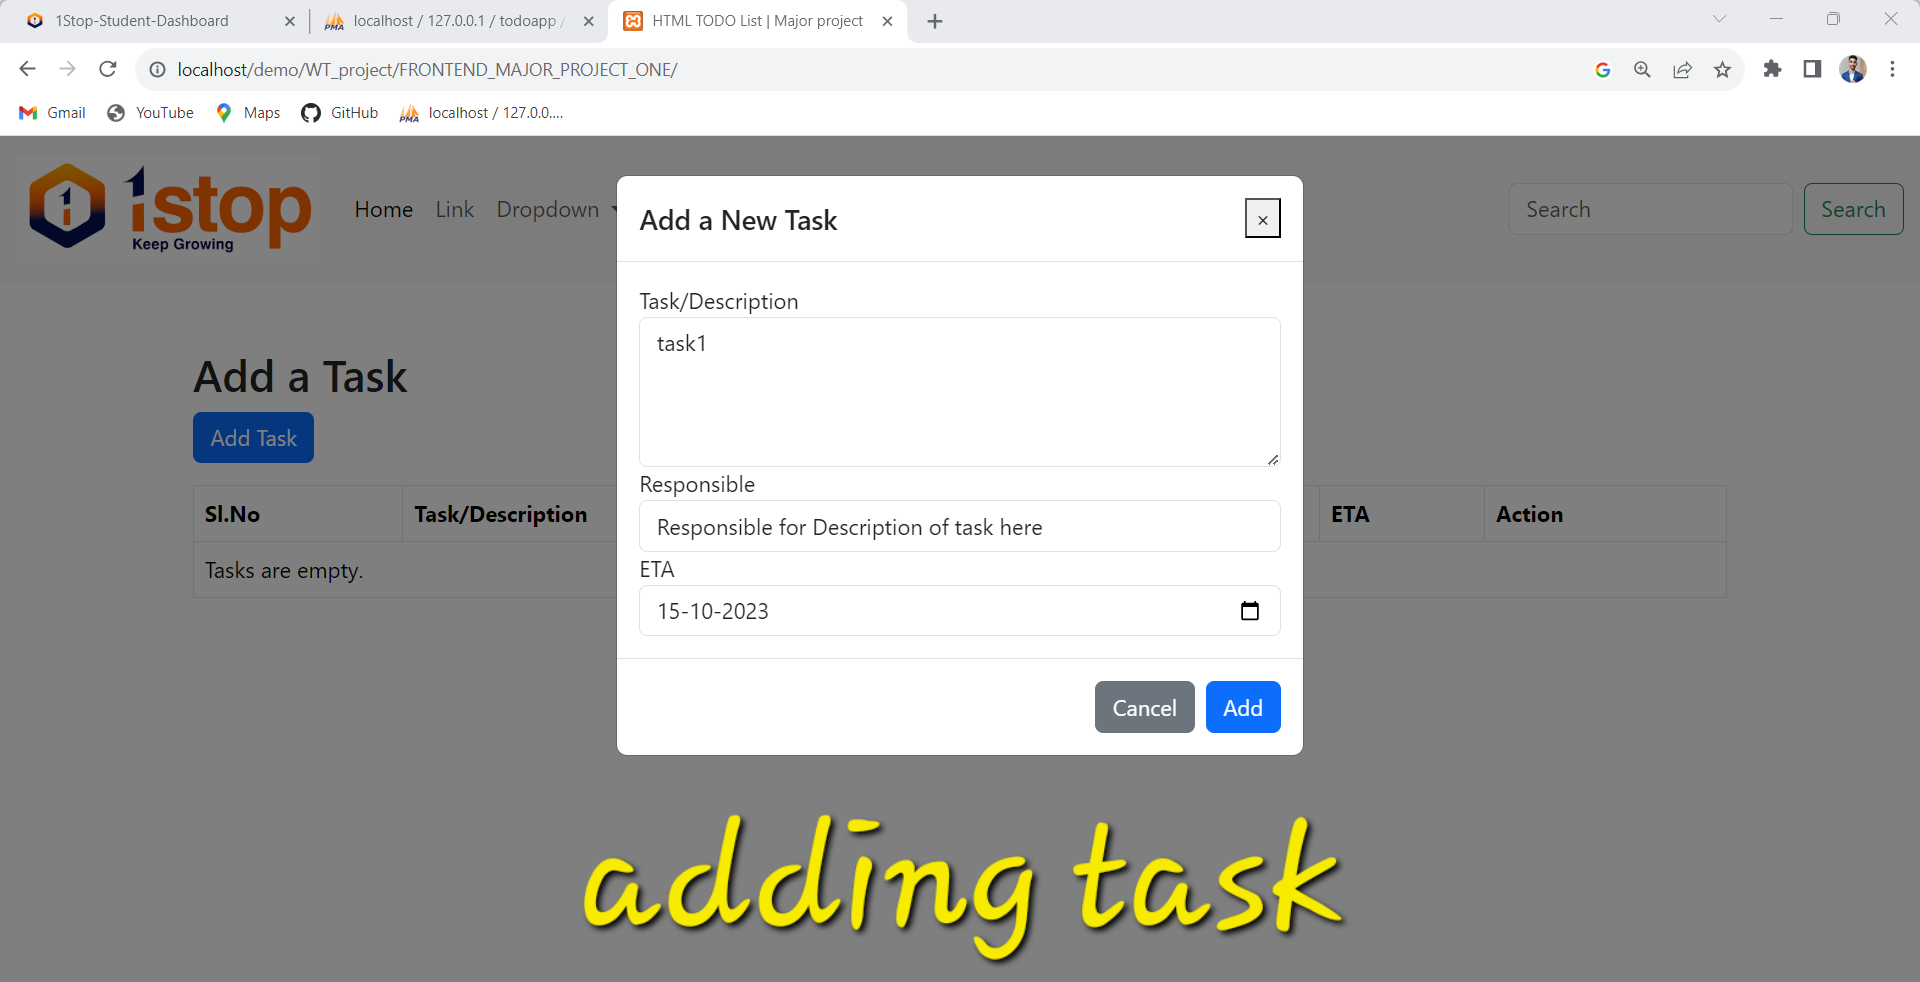 1Stop-Student-Dashboard
localhost / 127.0.0.1 / todoapp /
HTML TODO List | Major project
localhost/demo/WT_project/FRONTEND_MAJOR_PROJECT_ONE/
Gmail YouTube Maps GitHub PMA localhost / 127.0.0....
1stop
Keep Growing
Home Link Dropdown
Search Search
Add a New Task
×
Task/Description
task1
Responsible
Responsible for Description of task here
ETA
15-10-2023
Cancel Add
Add a Task
Add Task
Sl.No Task/Description ETA Action
Tasks are empty.
adding task